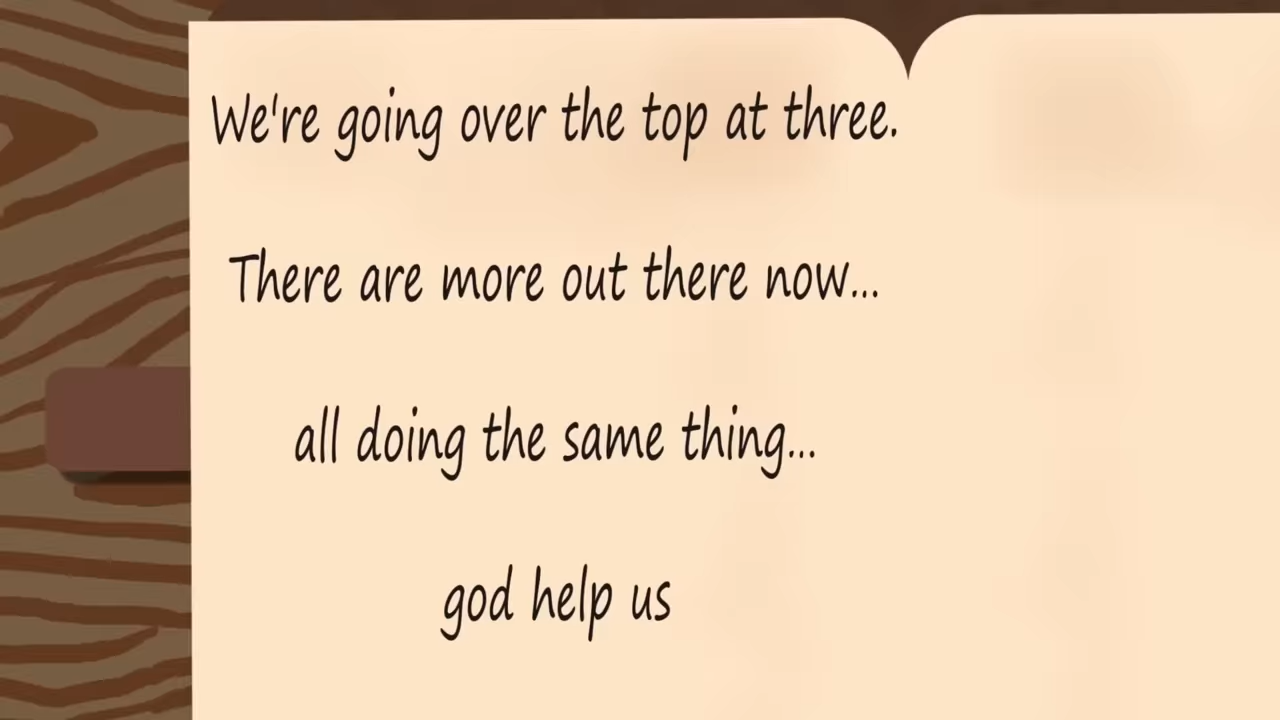 We're going over the top at three.
There are more out there now...
all doing the same thing...
god help us